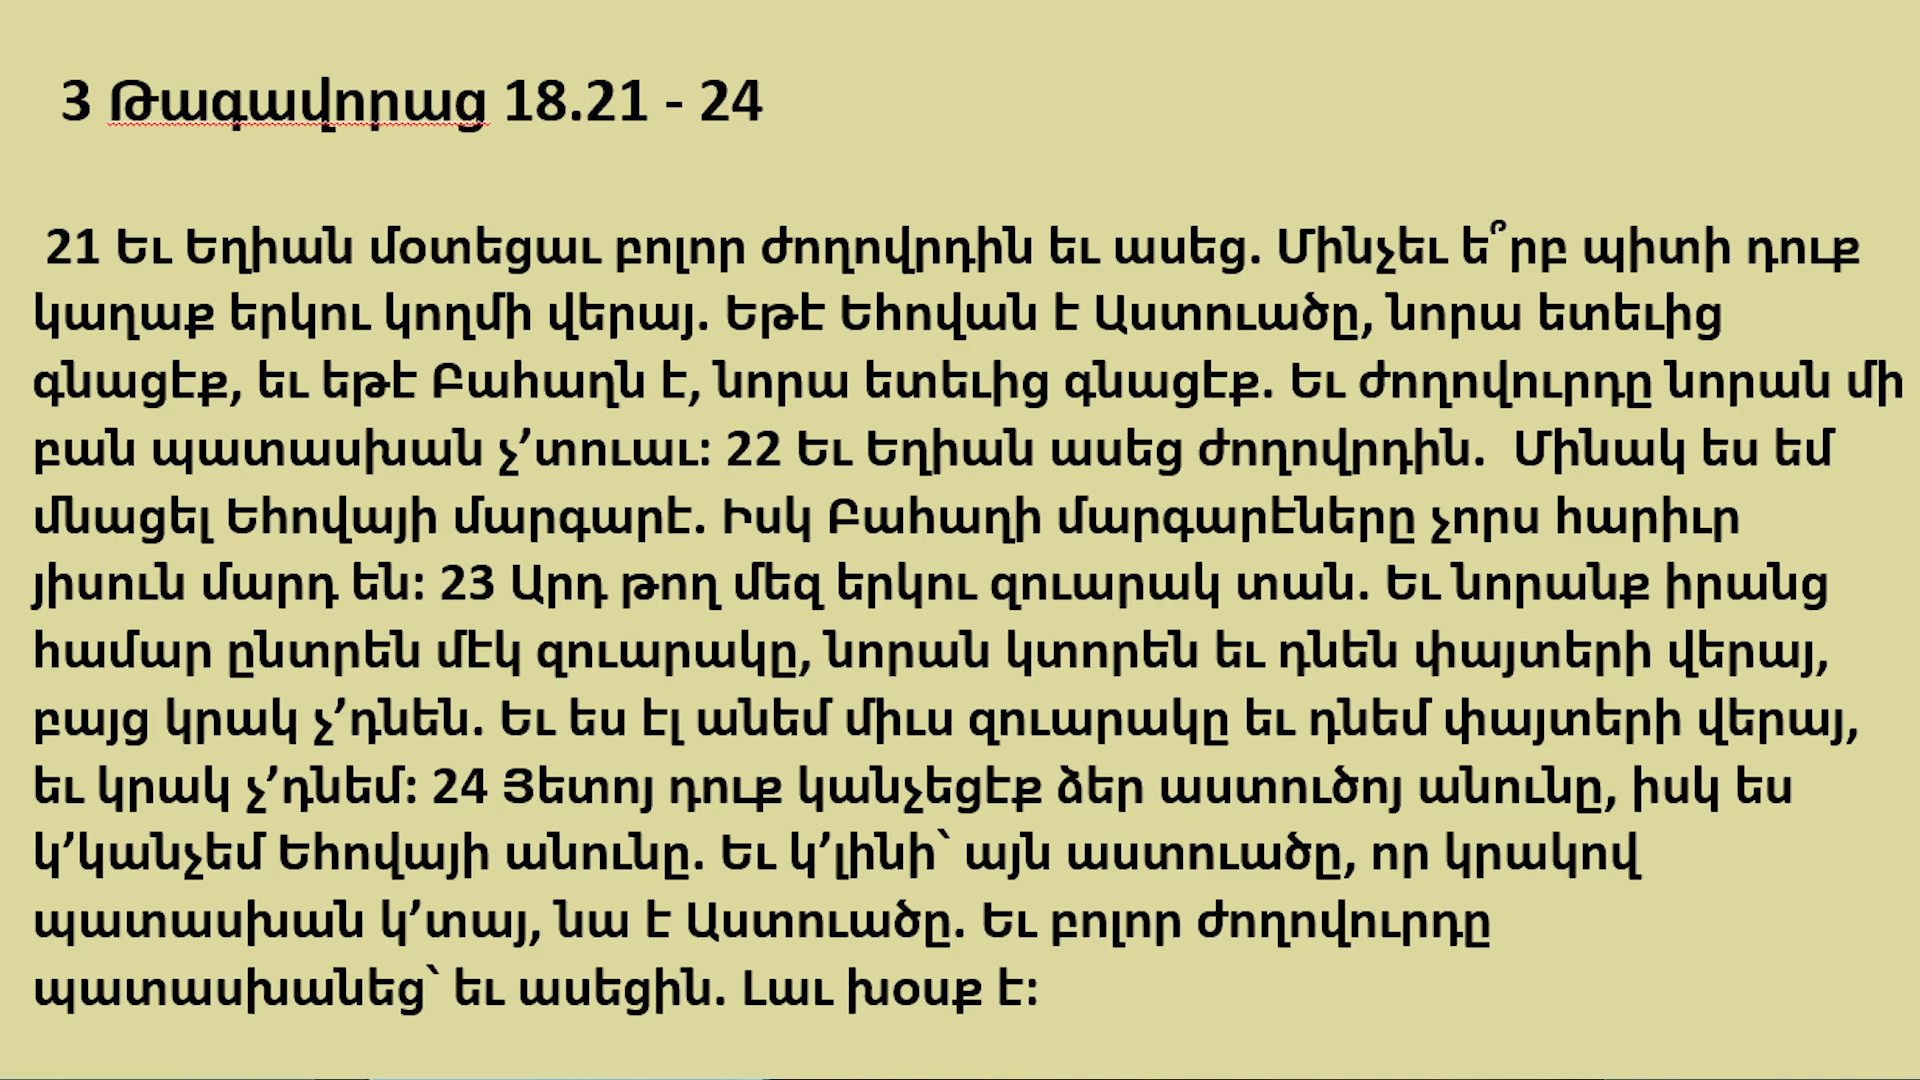 3 Թագավորաց 18.21 - 24
21 Եւ Եղիան մօտեցաւ բոլոր ժողովրդին եւ ասեց. Մինչեւ ե՞րբ պիտի դուք
կաղաք երկու կողմի վերայ. Եթէ Եհովան է Աստուածը, նորա ետեւից
գնացէք, եւ եթէ Բահաղն է, նորա ետեւից գնացէք. Եւ ժողովուրդը նորան մի
բան պատասխան չ՚տուաւ: 22 Եւ Եղիան ասեց ժողովրդին. Մինակ ես եմ
մնացել Եհովայի մարգարէ. Իսկ Բահաղի մարգարէները չորս հարիւր
յիսուն մարդ են: 23 Արդ թող մեզ երկու զուարակ տան. Եւ նորանք իրանց
համար ընտրեն մէկ զուարակը, նորան կտորեն եւ դնեն փայտերի վերայ,
բայց կրակ չ՚դնեն. Եւ ես էլ անեմ միւս զուարակը եւ դնեմ փայտերի վերայ,
եւ կրակ չ՚դնեմ: 24 Յետոյ դուք կանչեցէք ձեր աստուծոյ անունը, իսկ ես
կ՚կանչեմ Եհովայի անունը. Եւ կ՚լինի՝ այն աստուածը, որ կրակով
պատասխան կ՚տայ, նա է Աստուածը. Եւ բոլոր ժողովուրդը
պատասխանեց՝ եւ ասեցին. Լաւ խօսք է: